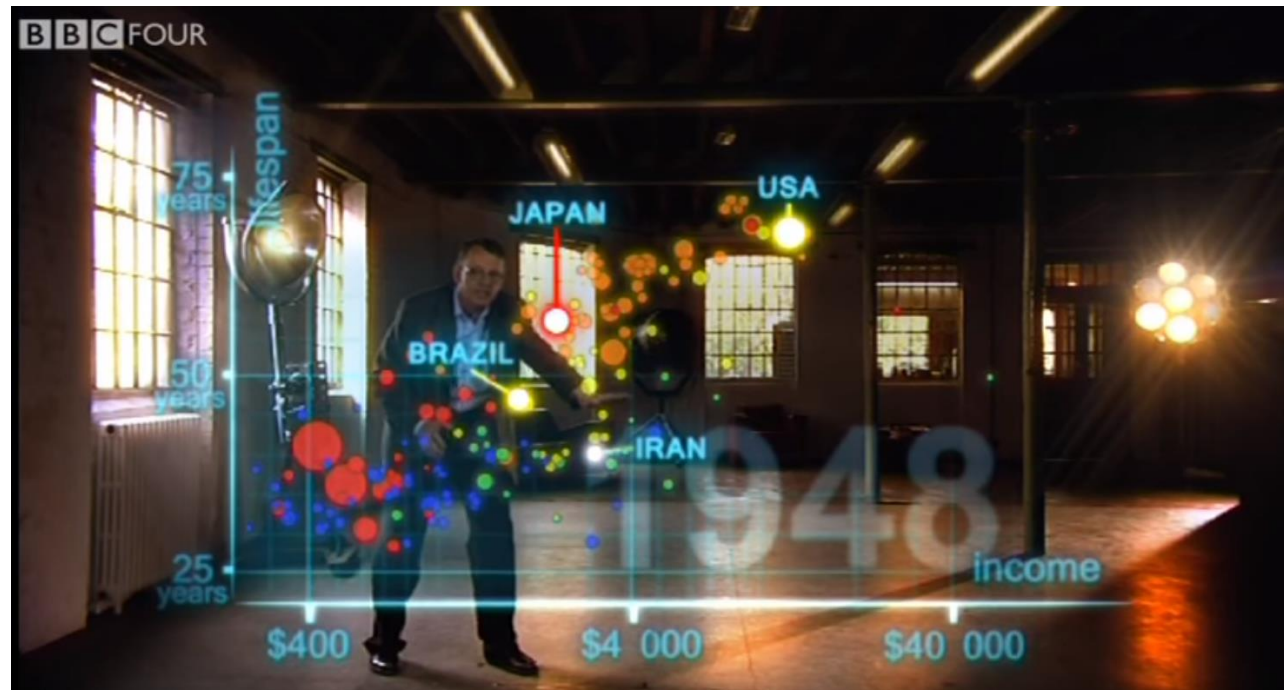 BBC FOUR
lifespan
75
years
JAPAN
USA
BRAZIL
50
years
IRAN
1948
25
years
income
$400
$4 000
$40 000